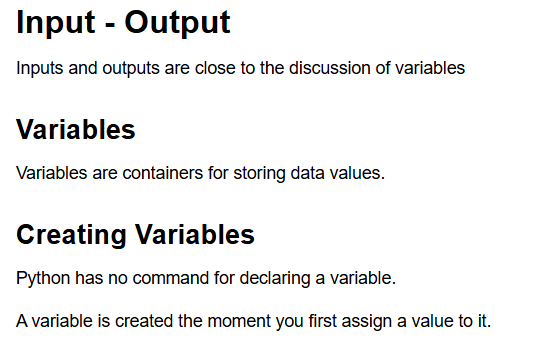 Input - Output
Inputs and outputs are close to the discussion of variables
Variables
Variables are containers for storing data values.
Creating Variables
Python has no command for declaring a variable.
A variable is created the moment you first assign a value to it.